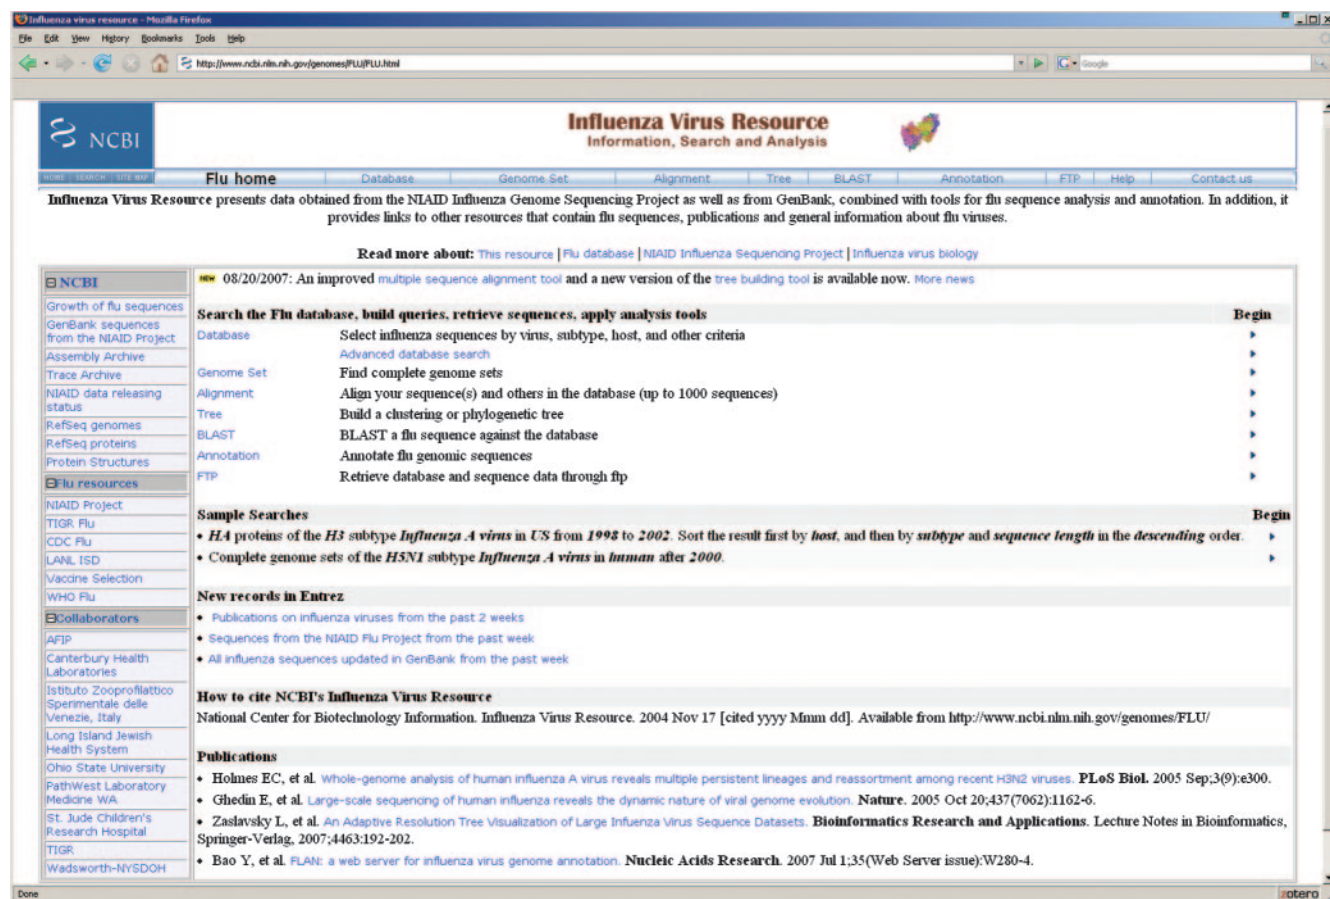 Influenza virus resource - Mozilla Firefox
File Edit View History Bookmarks Tools Help
http://www.ncbi.nlm.nih.gov/genomes/FLU/FLU.html
Google
NCBI
Influenza Virus Resource
Information, Search and Analysis
HOME SEARCH SITE MAP
Flu home Database Genome Set Alignment Tree BLAST Annotation FTP Help Contact us
Influenza Virus Resource presents data obtained from the NIAID Influenza Genome Sequencing Project as well as from GenBank, combined with tools for flu sequence analysis and annotation. In addition, it
provides links to other resources that contain flu sequences, publications and general information about flu viruses.
Read more about: This resource | Flu database | NIAID Influenza Sequencing Project | Influenza virus biology
NCBI
Growth of flu sequences
GenBank sequences
from the NIAID Project
Assembly Archive
Trace Archive
NIAID data releasing
status
RefSeq genomes
RefSeq proteins
Protein Structures
Flu resources
NIAID Project
TIGR Flu
CDC Flu
LANL ISD
Vaccine Selection
WHO Flu
Collaborators
AFIP
Canterbury Health
Laboratories
Istituto Zooprofilattico
Sperimentale delle
Venezie, Italy
Long Island Jewish
Health System
Ohio State University
PathWest Laboratory
Medicine WA
St. Jude Children's
Research Hospital
TIGR
Wadsworth-NYSDOH
NEW 08/20/2007: An improved multiple sequence alignment tool and a new version of the tree building tool is available now. More news
Search the Flu database, build queries, retrieve sequences, apply analysis tools Begin
Database Select influenza sequences by virus, subtype, host, and other criteria
Advanced database search
Genome Set Find complete genome sets
Alignment Align your sequence(s) and others in the database (up to 1000 sequences)
Tree Build a clustering or phylogenetic tree
BLAST BLAST a flu sequence against the database
Annotation Annotate flu genomic sequences
FTP Retrieve database and sequence data through ftp
Sample Searches Begin
• HA proteins of the H3 subtype Influenza A virus in US from 1998 to 2002. Sort the result first by host, and then by subtype and sequence length in the descending order.
• Complete genome sets of the H5N1 subtype Influenza A virus in human after 2000.
New records in Entrez
• Publications on influenza viruses from the past 2 weeks
• Sequences from the NIAID Flu Project from the past week
• All influenza sequences updated in GenBank from the past week
How to cite NCBI's Influenza Virus Resource
National Center for Biotechnology Information. Influenza Virus Resource. 2004 Nov 17 [cited yyyy Mmm dd]. Available from http://www.ncbi.nlm.nih.gov/genomes/FLU/
Publications
• Holmes EC, et al. Whole-genome analysis of human influenza A virus reveals multiple persistent lineages and reassortment among recent H3N2 viruses. PLoS Biol. 2005 Sep;3(9):e300.
• Ghedin E, et al. Large-scale sequencing of human influenza reveals the dynamic nature of viral genome evolution. Nature. 2005 Oct 20;437(7062):1162-6.
• Zaslavsky L, et al. An Adaptive Resolution Tree Visualization of Large Infuenza Virus Sequence Datasets. Bioinformatics Research and Applications. Lecture Notes in Bioinformatics,
Springer-Verlag, 2007;4463:192-202.
• Bao Y, et al. FLAN: a web server for influenza virus genome annotation. Nucleic Acids Research. 2007 Jul 1;35(Web Server issue):W280-4.
Done
zotero